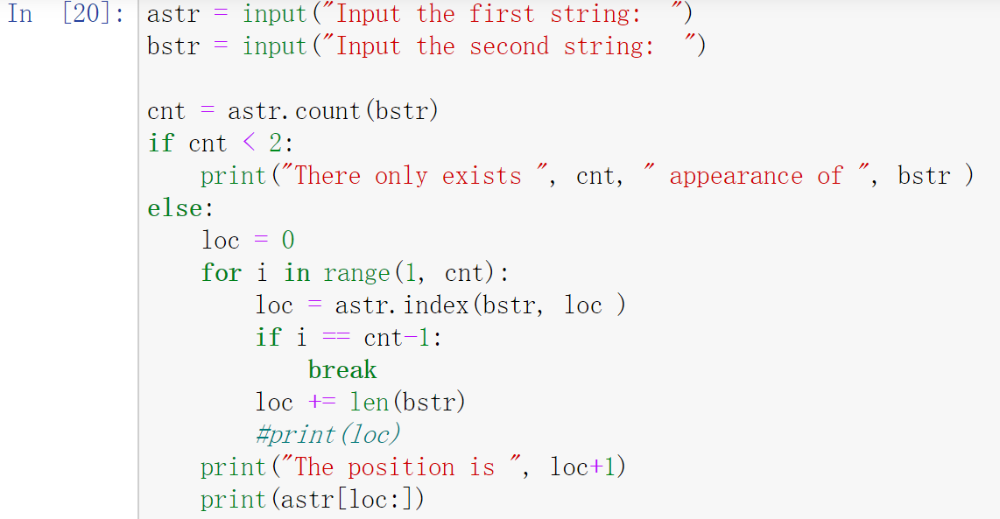 In [20]: astr = input("Input the first string:  ")
bstr = input("Input the second string:  ")

cnt = astr.count(bstr)
if cnt < 2:
    print("There only exists ", cnt, " appearance of ", bstr )
else:
    loc = 0
    for i in range(1, cnt):
        loc = astr.index(bstr, loc )
        if i == cnt-1:
            break
        loc += len(bstr)
        #print(loc)
    print("The position is ", loc+1)
    print(astr[loc:])